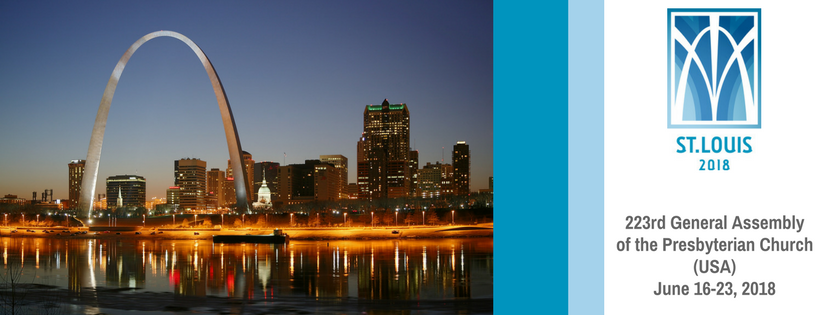 ST.LOUIS
2018
223rd General Assembly
of the Presbyterian Church
(USA)
June 16-23, 2018